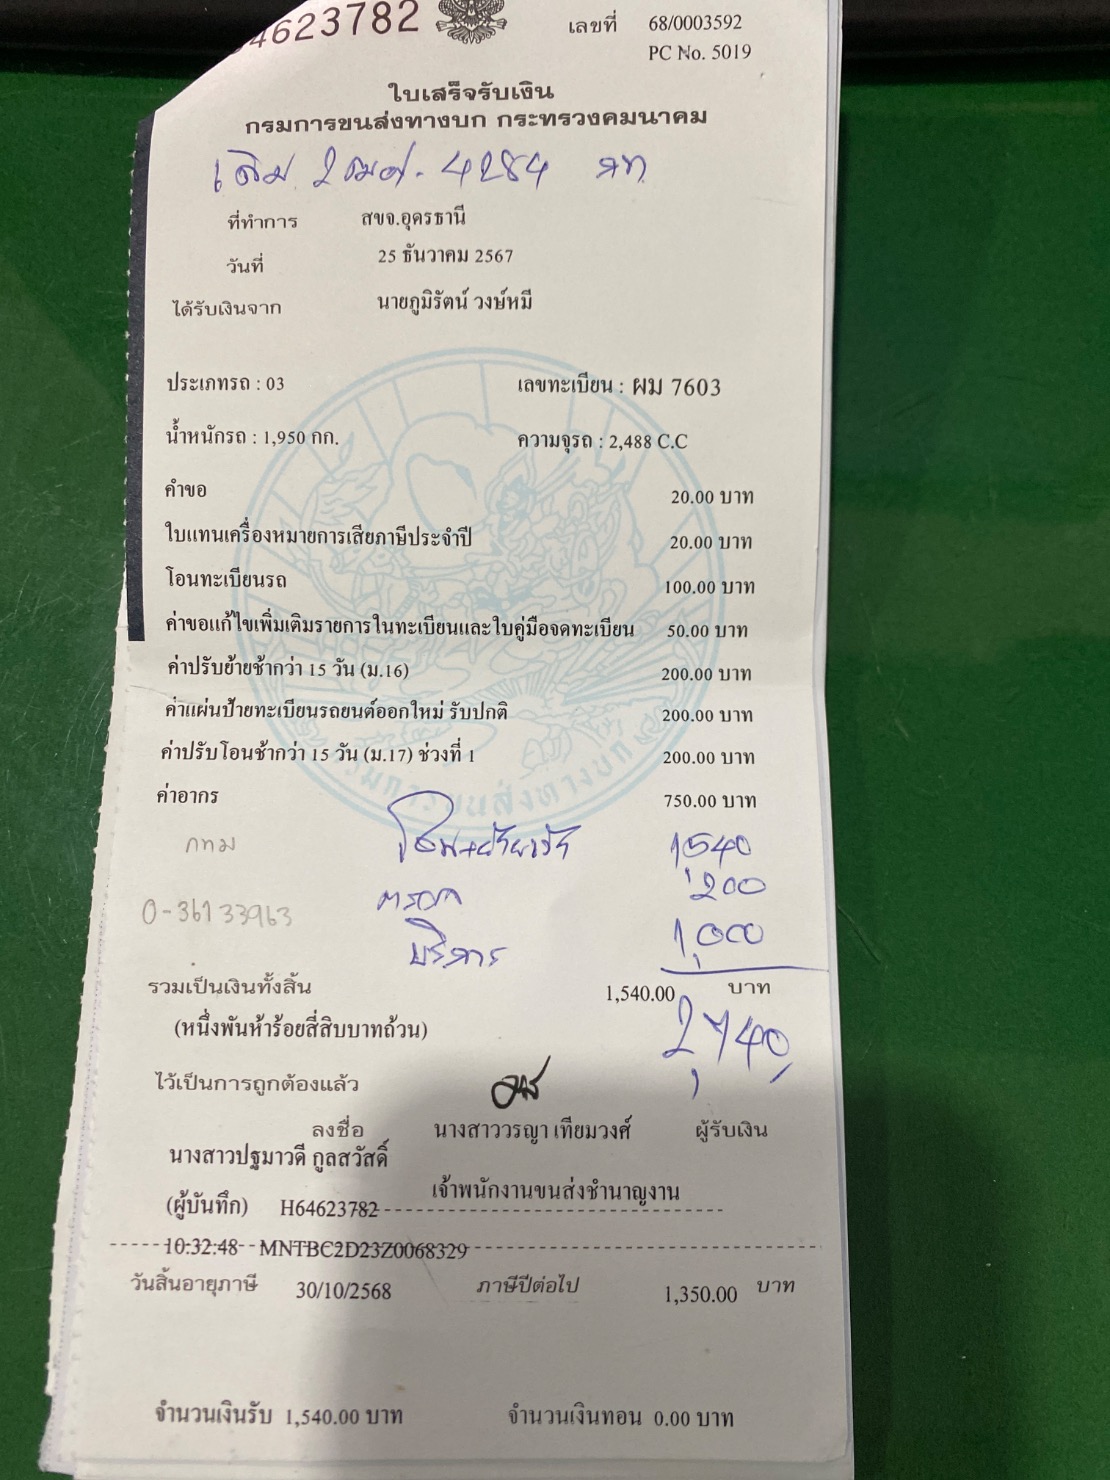 4623782
เลขที่ 68/0003592
PC No. 5019
ใบเสร็จรับเงิน
กรมการขนส่งทางบก กระทรวงคมนาคม
เดิม 2ฒศ-4284 กท
ที่ทำการ สขจ.อุดรธานี
วันที่ 25 ธันวาคม 2567
ได้รับเงินจาก นายภูมิรัตน์ วงษ์หมี
ประเภทรถ : 03 เลขทะเบียน : ผม 7603
น้ำหนักรถ : 1,950 กก. ความจุรถ : 2,488 C.C
คำขอ 20.00 บาท
ใบแทนเครื่องหมายการเสียภาษีประจำปี 20.00 บาท
โอนทะเบียนรถ 100.00 บาท
ค่าขอแก้ไขเพิ่มเติมรายการในทะเบียนและใบคู่มือจดทะเบียน 50.00 บาท
ค่าปรับย้ายช้ากว่า 15 วัน (ม.16) 200.00 บาท
ค่าแผ่นป้ายทะเบียนรถยนต์ออกใหม่ รับปกติ 200.00 บาท
ค่าปรับโอนช้ากว่า 15 วัน (ม.17) ช่วงที่ 1 200.00 บาท
ค่าอากร 750.00 บาท
กทม โอน+ย้ายเข้า 1,540
ตรวจ 200
0-36133963
บริการ 1,000
รวมเป็นเงินทั้งสิ้น 1,540.00 บาท
(หนึ่งพันห้าร้อยสี่สิบบาทถ้วน) 2,740
ไว้เป็นการถูกต้องแล้ว
ลงชื่อ นางสาววรญา เทียมวงศ์ ผู้รับเงิน
นางสาวปฐมาวดี กูลสวัสดิ์
เจ้าพนักงานขนส่งชำนาญงาน
(ผู้บันทึก) H64623782
10:32:48 MNTBC2D23Z0068329
วันสิ้นอายุภาษี 30/10/2568 ภาษีปีต่อไป 1,350.00 บาท
จำนวนเงินรับ 1,540.00 บาท จำนวนเงินทอน 0.00 บาท